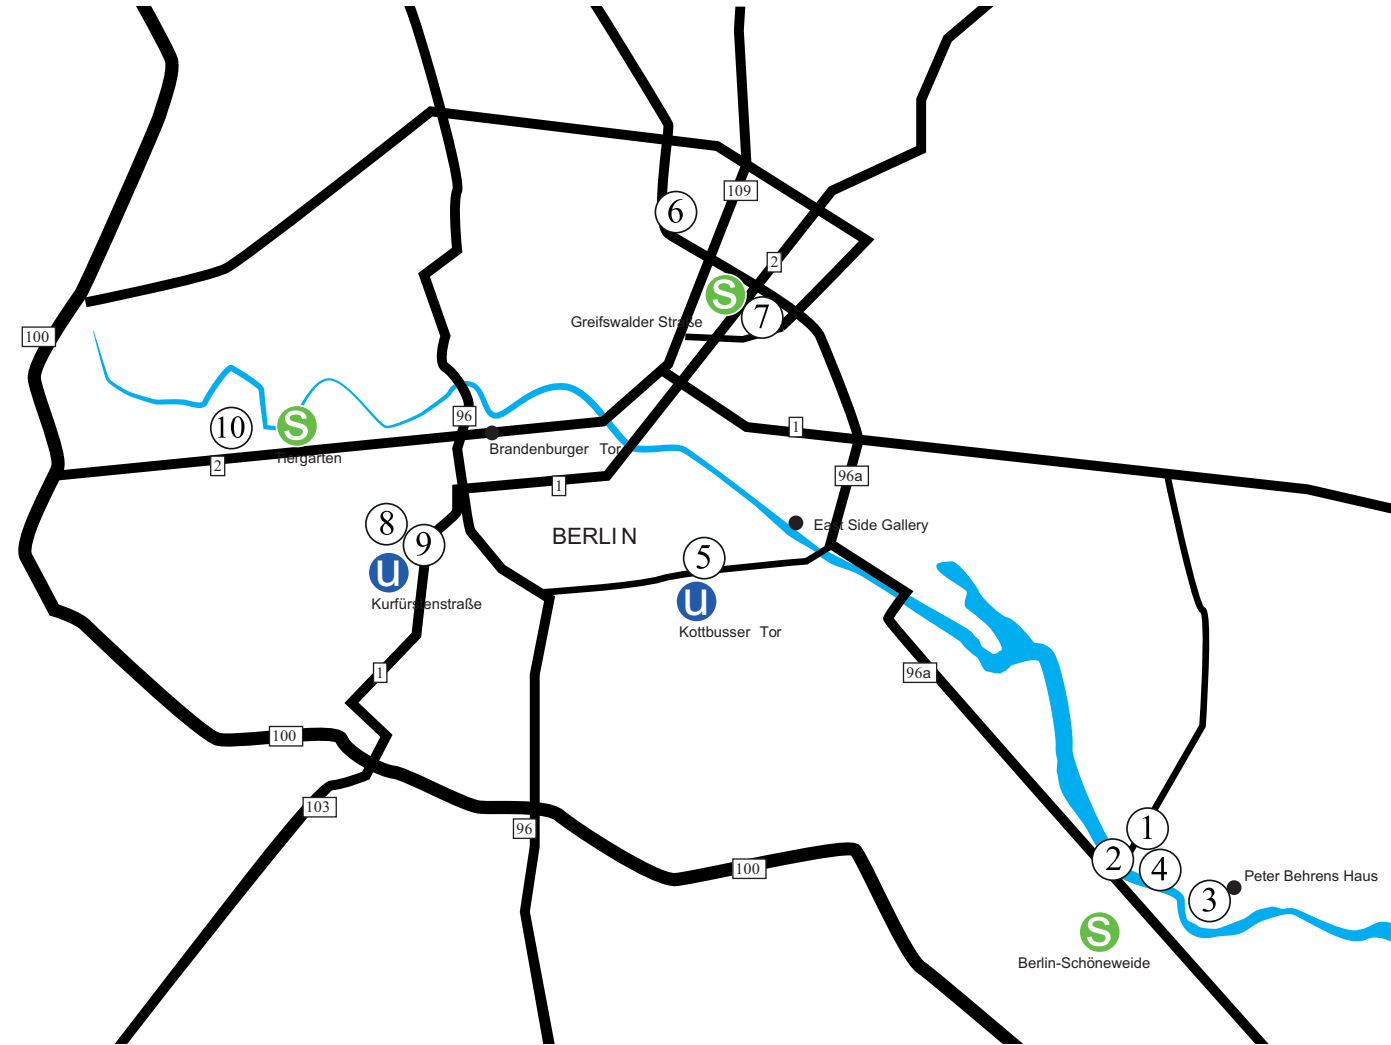 109
6
2
S
7
Greifswalder Straße
100
96
10
S
Tiergarten
2
Brandenburger Tor
1
1
96a
8
9
U
Kurfürstenstraße
BERLIN
East Side Gallery
5
U
Kottbusser Tor
1
96a
100
103
96
100
1
2
4
3
Peter Behrens Haus
S
Berlin-Schöneweide